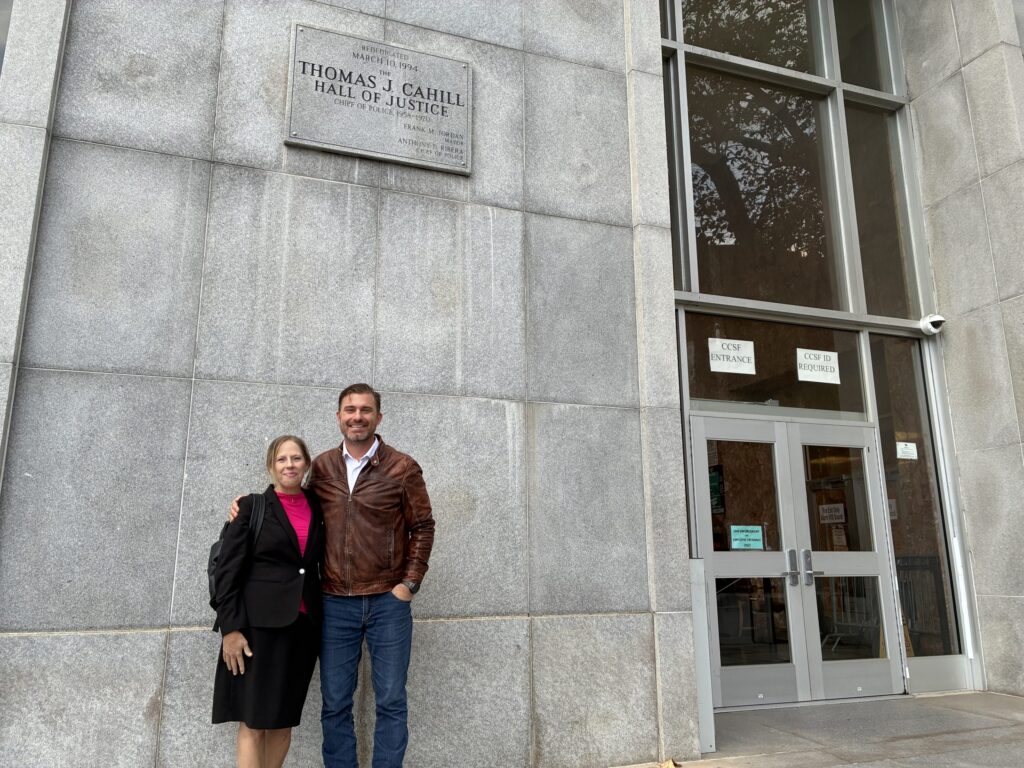 REDEDICATED
MARCH 10, 1994
THE
THOMAS J. CAHILL
HALL OF JUSTICE
CHIEF OF POLICE 1958-1970
FRANK M. JORDAN
MAYOR
ANTHONY D. RIBERA
CHIEF OF POLICE
CCSF
ENTRANCE
CCSF ID
REQUIRED